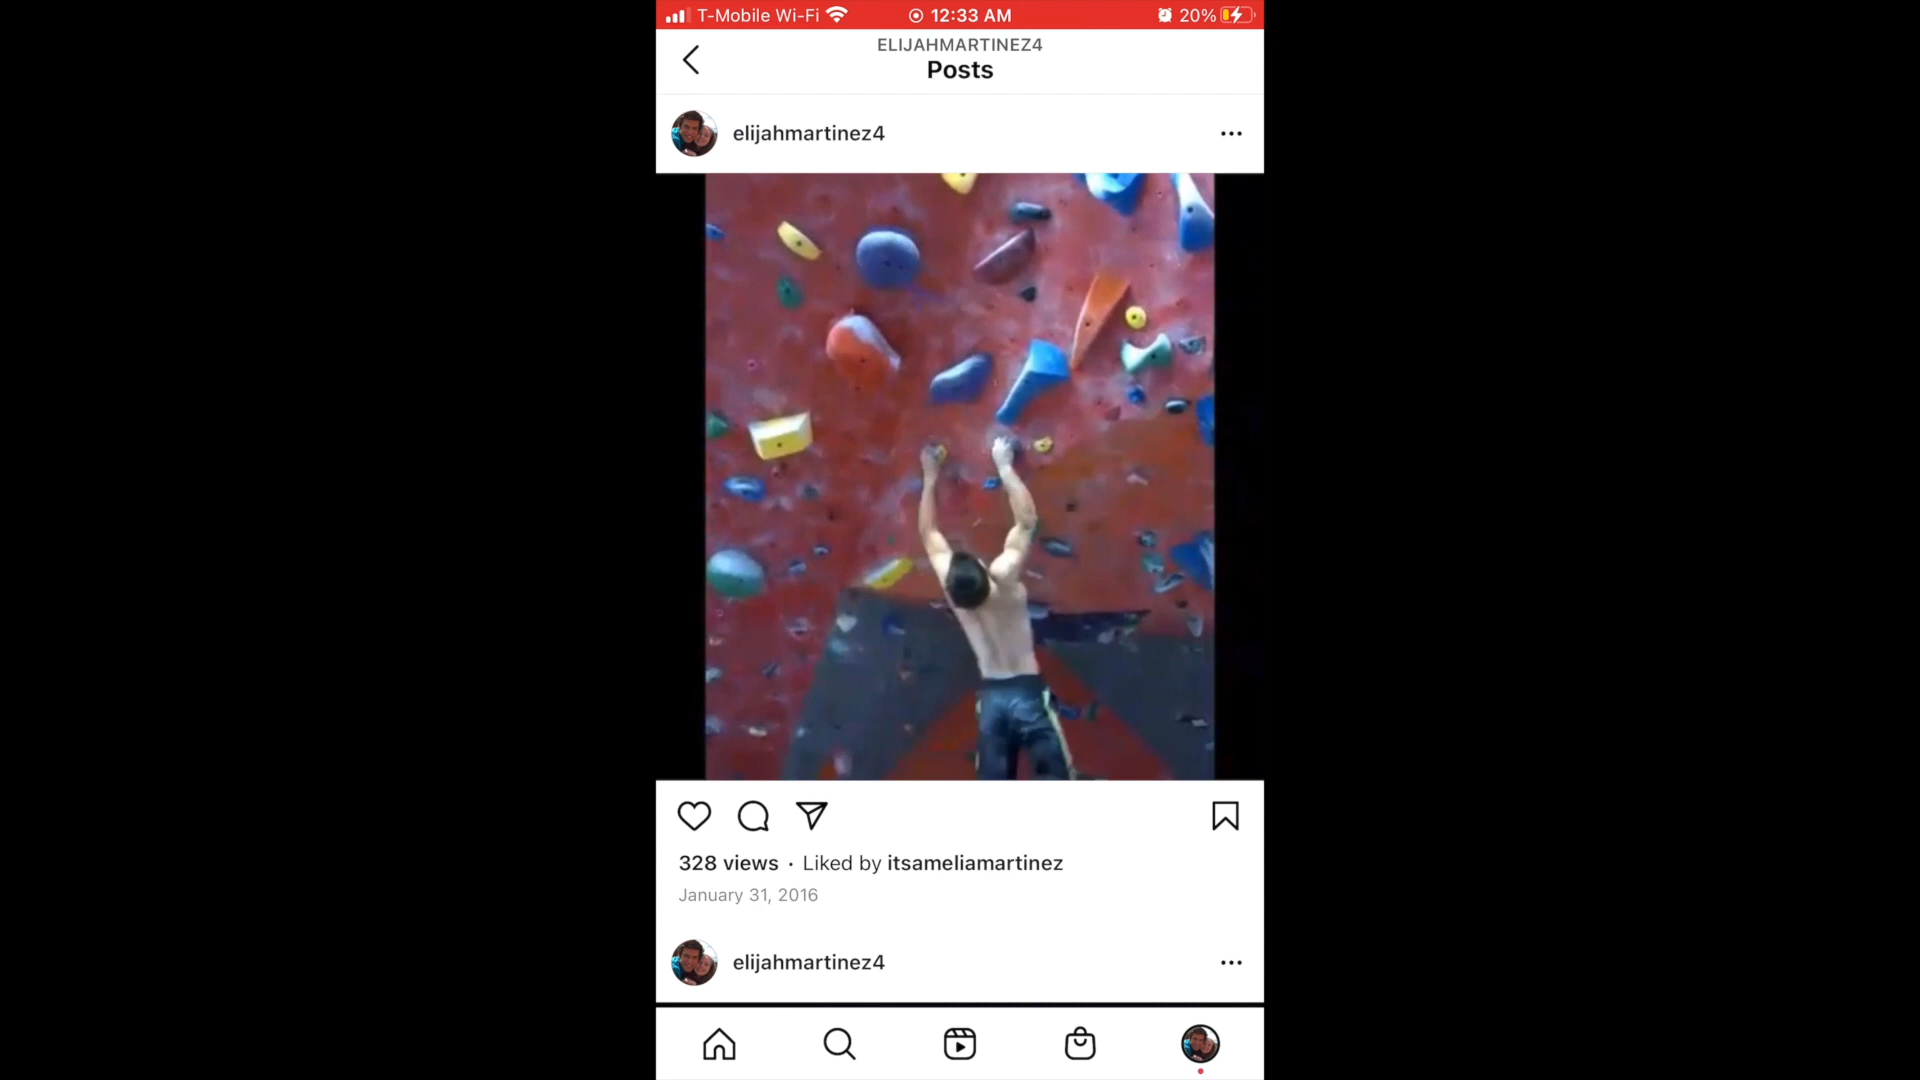 T-Mobile Wi-Fi 12:33 AM 20%
ELIJAHMARTINEZ4
Posts
elijahmartinez4
328 views · Liked by itsameliamartinez
January 31, 2016
elijahmartinez4